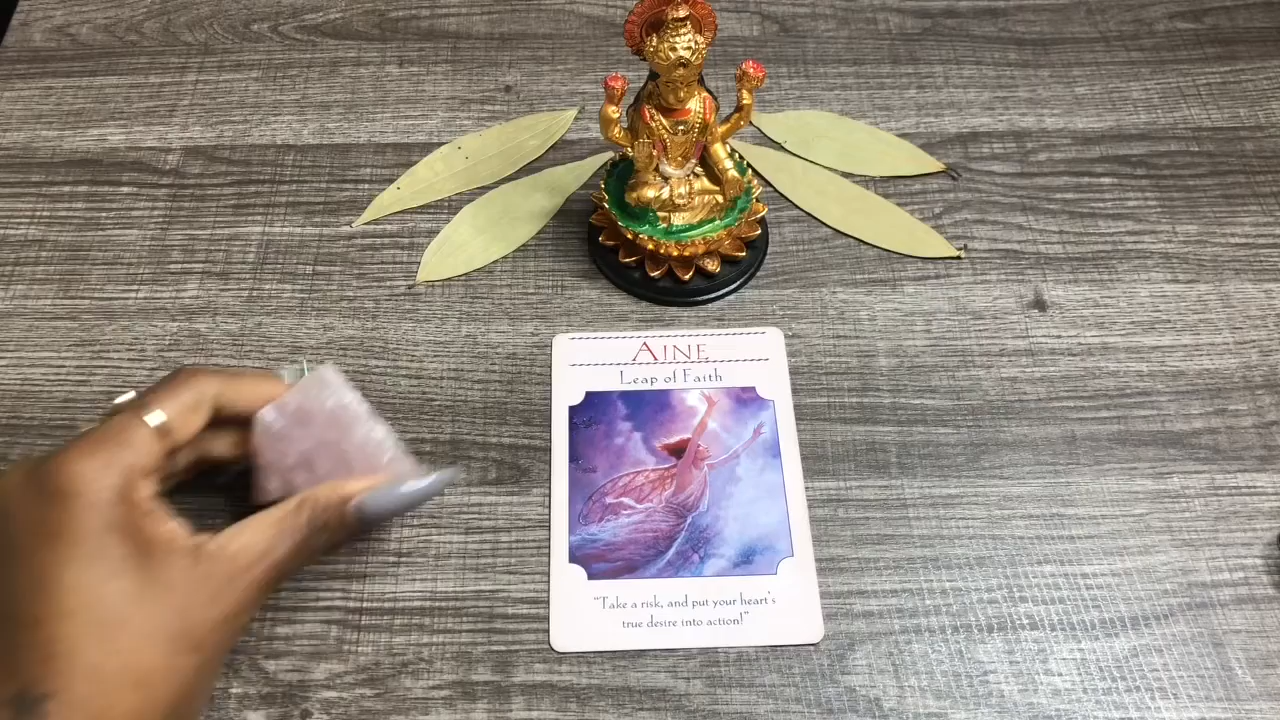 AINE
Leap of Faith
"Take a risk, and put your heart's
true desire into action!"